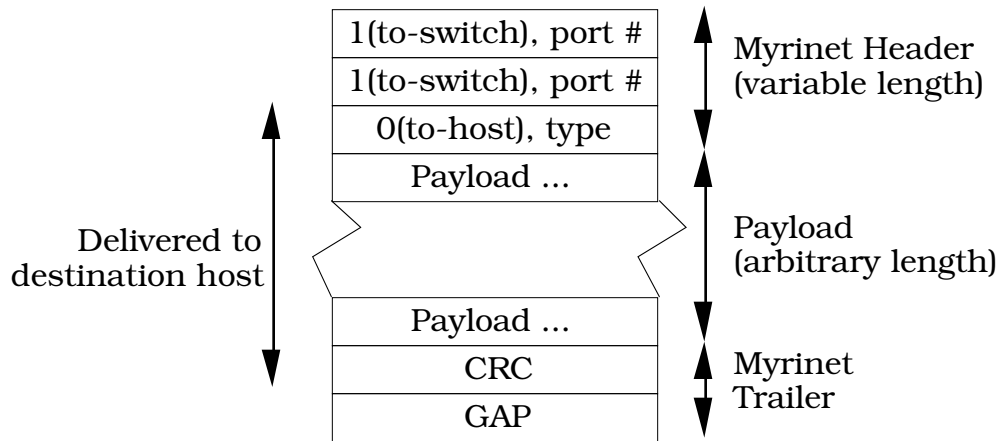 1(to-switch), port #
1(to-switch), port #
0(to-host), type
Payload ...
Payload ...
CRC
GAP
Delivered to
destination host
Myrinet Header
(variable length)
Payload
(arbitrary length)
Myrinet
Trailer